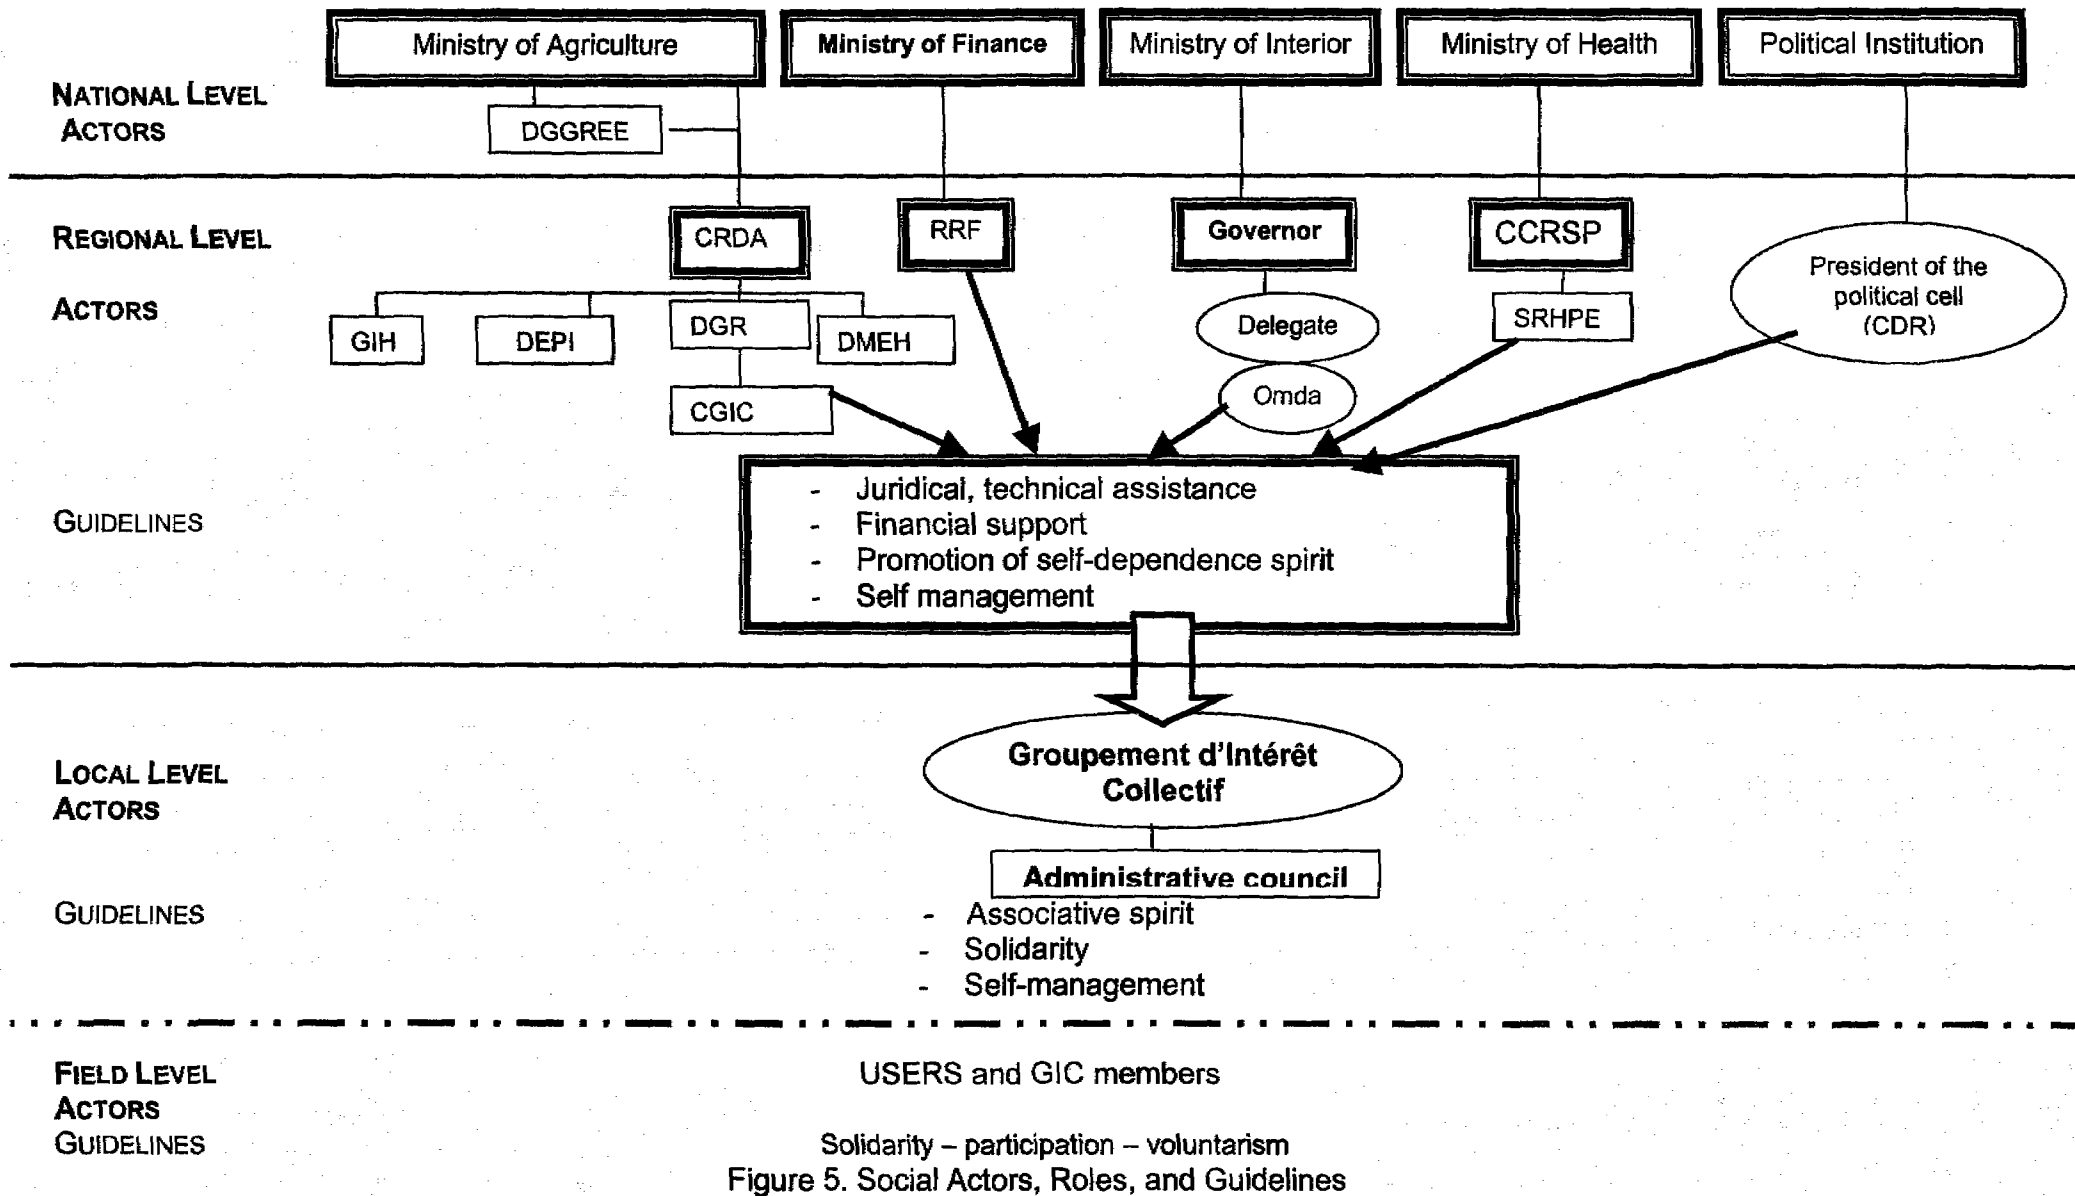 Ministry of Agriculture
Ministry of Finance
Ministry of Interior
Ministry of Health
Political Institution
NATIONAL LEVEL
ACTORS
DGGREE
REGIONAL LEVEL
ACTORS
CRDA
RRF
Governor
CCRSP
President of the
political cell
(CDR)
GIH
DEPI
DGR
DMEH
Delegate
SRHPE
CGIC
Omda
GUIDELINES
- Juridical, technical assistance
- Financial support
- Promotion of self-dependence spirit
- Self management
LOCAL LEVEL
ACTORS
Groupement d'Intérêt
Collectif
Administrative council
GUIDELINES
- Associative spirit
- Solidarity
- Self-management
FIELD LEVEL
ACTORS
USERS and GIC members
GUIDELINES
Solidarity – participation – voluntarism
Figure 5. Social Actors, Roles, and Guidelines